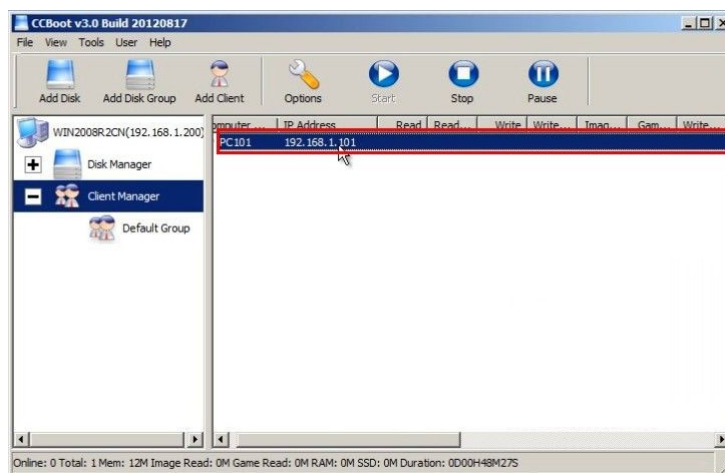 CCBoot v3.0 Build 20120817
File View Tools User Help
Add Disk Add Disk Group Add Client Options Start Stop Pause
WIN2008R2CN(192.168.1.200)
Disk Manager
Client Manager
Default Group
omputer... IP Address Read Read... Write Write... Imag... Gam... Write...
PC101 192.168.1.101
Online: 0 Total: 1 Mem: 12M Image Read: 0M Game Read: 0M RAM: 0M SSD: 0M Duration: 0D00H48M27S